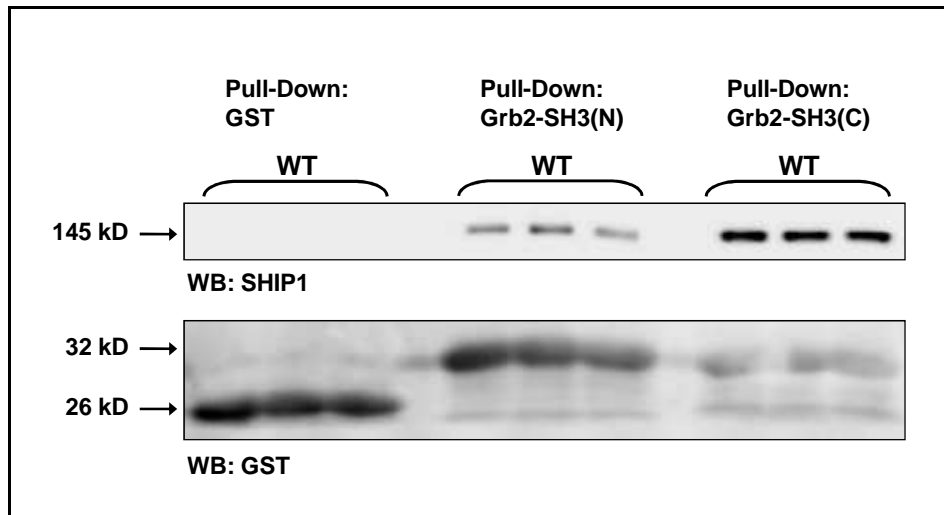 Pull-Down:
GST
Pull-Down:
Grb2-SH3(N)
Pull-Down:
Grb2-SH3(C)
WT
WT
WT
145 kD
WB: SHIP1
32 kD
26 kD
WB: GST